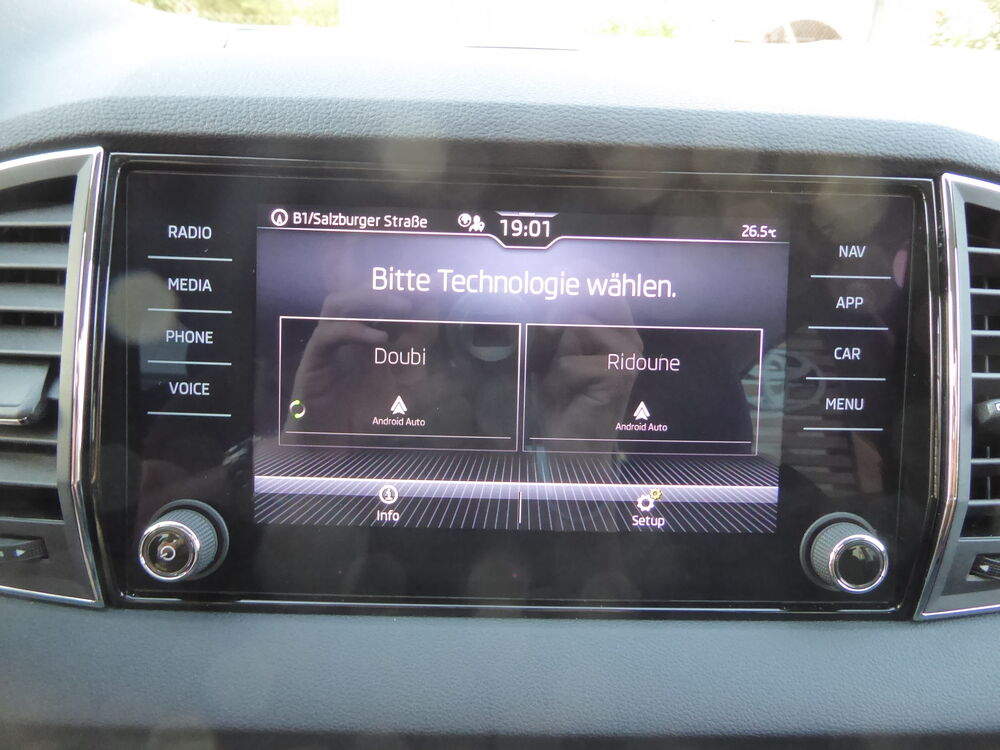 B1/Salzburger Straße
19:01
26.5°C
RADIO
MEDIA
PHONE
VOICE
Bitte Technologie wählen.
Doubi
Android Auto
Ridoune
Android Auto
Info
Setup
NAV
APP
CAR
MENU